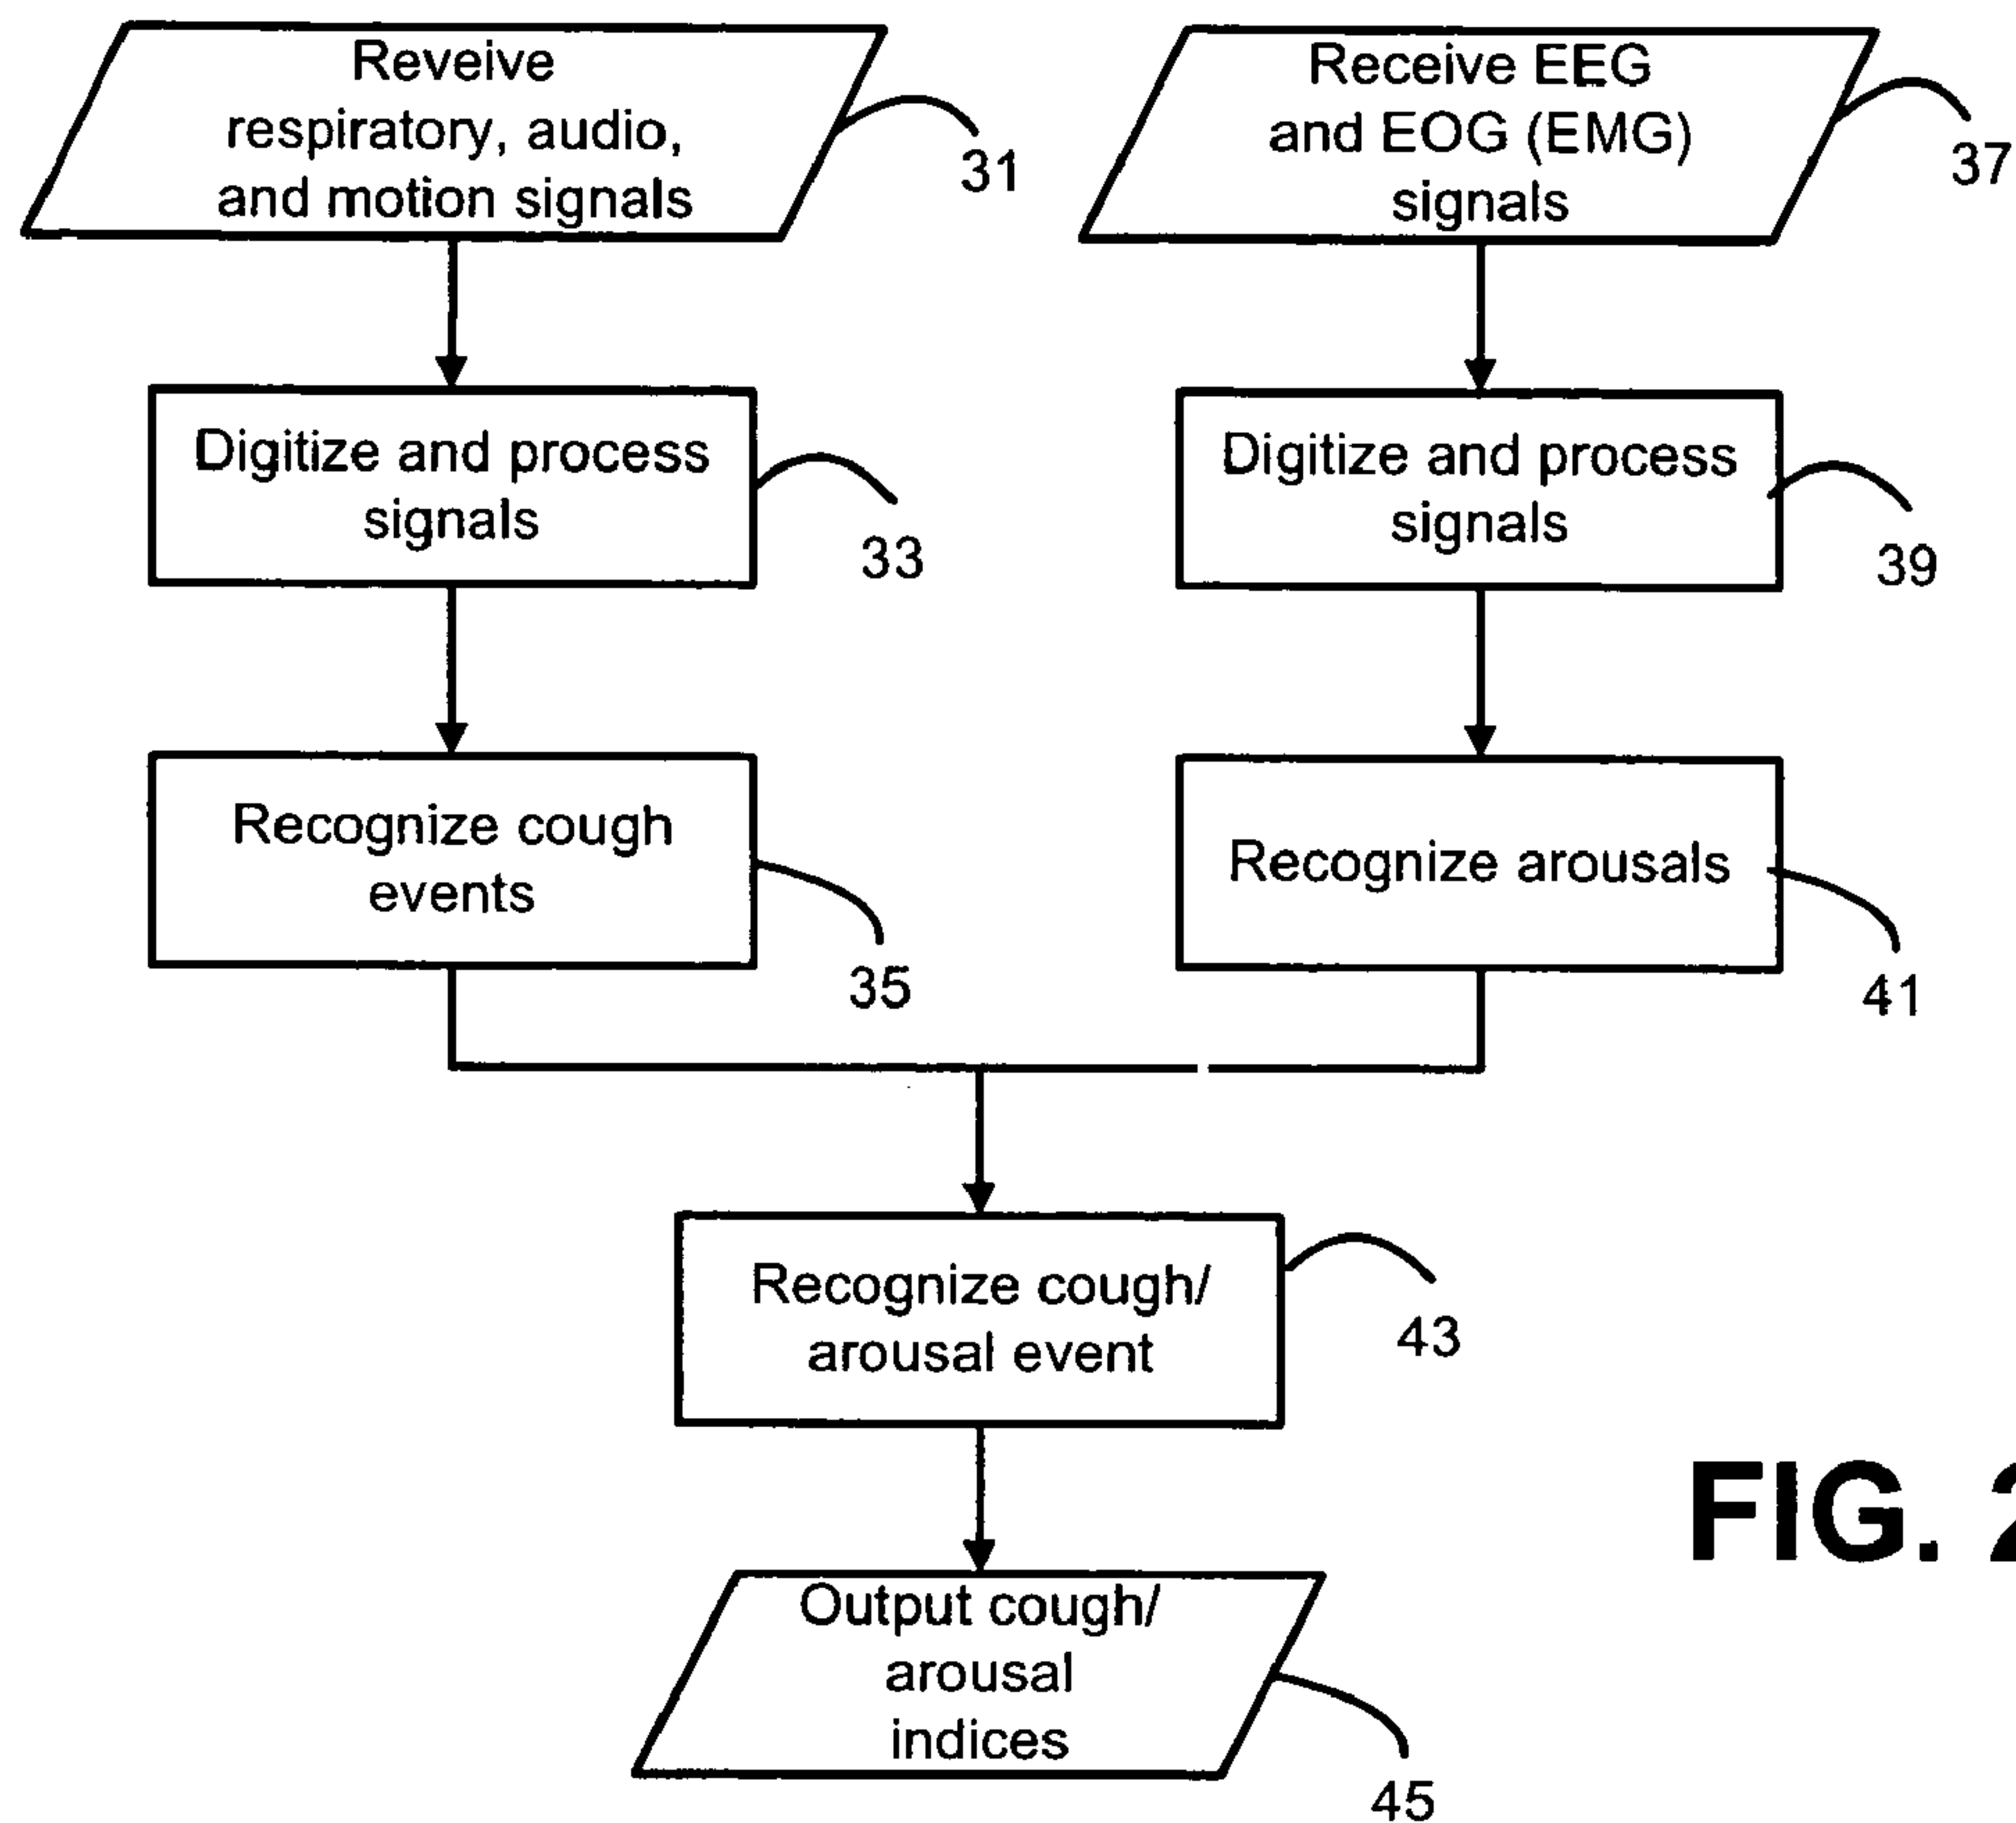 Reveive
respiratory, audio,
and motion signals
31
Receive EEG
and EOG (EMG)
signals
37
Digitize and process
signals
33
Digitize and process
signals
39
Recognize cough
events
35
Recognize arousals
41
Recognize cough/
arousal event
43
Output cough/
arousal
indices
45
FIG. 2